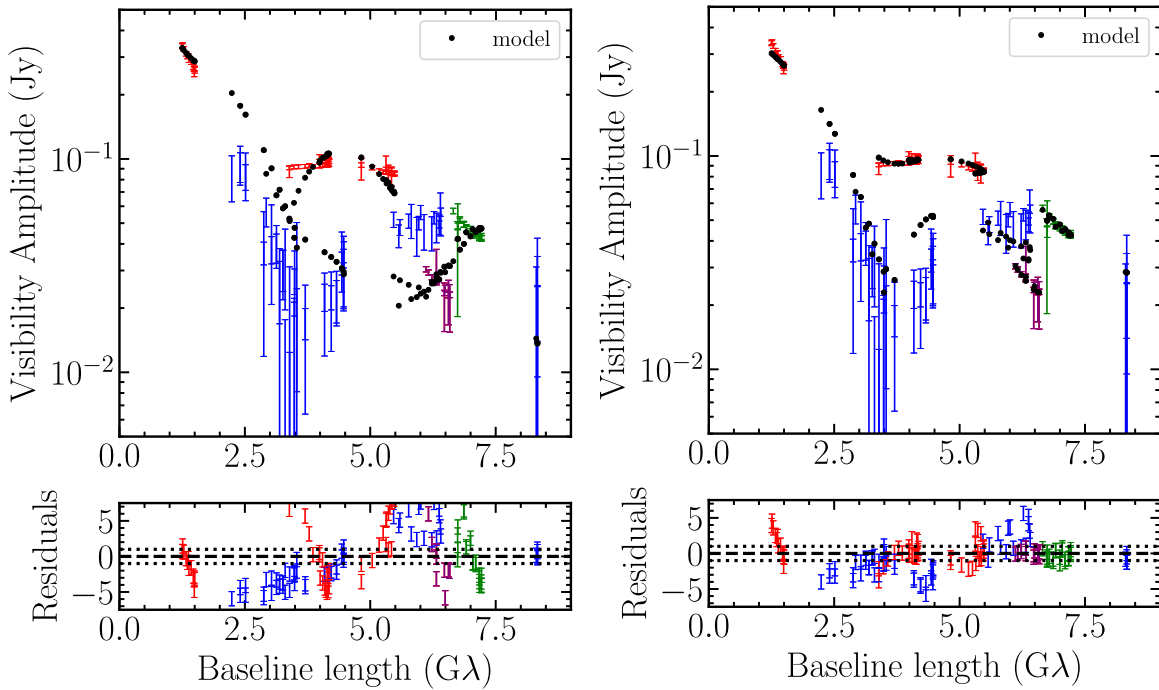 Visibility Amplitude (Jy)
10⁻¹
10⁻²
model
0.0 2.5 5.0 7.5
Residuals
5
0
−5
0.0 2.5 5.0 7.5
Baseline length (Gλ)
Visibility Amplitude (Jy)
10⁻¹
10⁻²
model
0.0 2.5 5.0 7.5
Residuals
5
0
−5
0.0 2.5 5.0 7.5
Baseline length (Gλ)